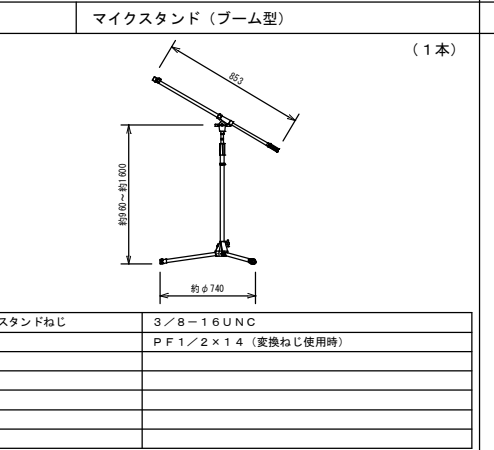 マイクスタンド（ブーム型）
（１本）
853
約960～約1600
約φ740
スタンドねじ
３／８－１６ＵＮＣ
ＰＦ１／２×１４（変換ねじ使用時）